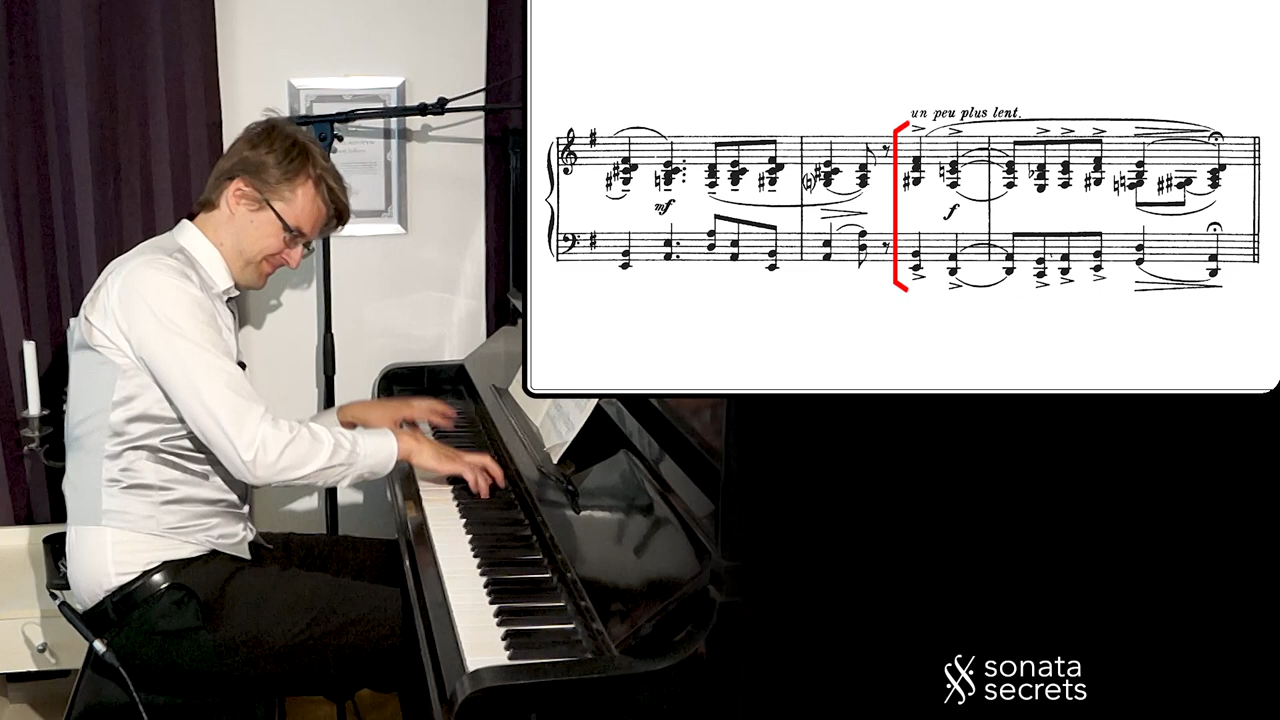 un peu plus lent.
mf
f
sonata
secrets